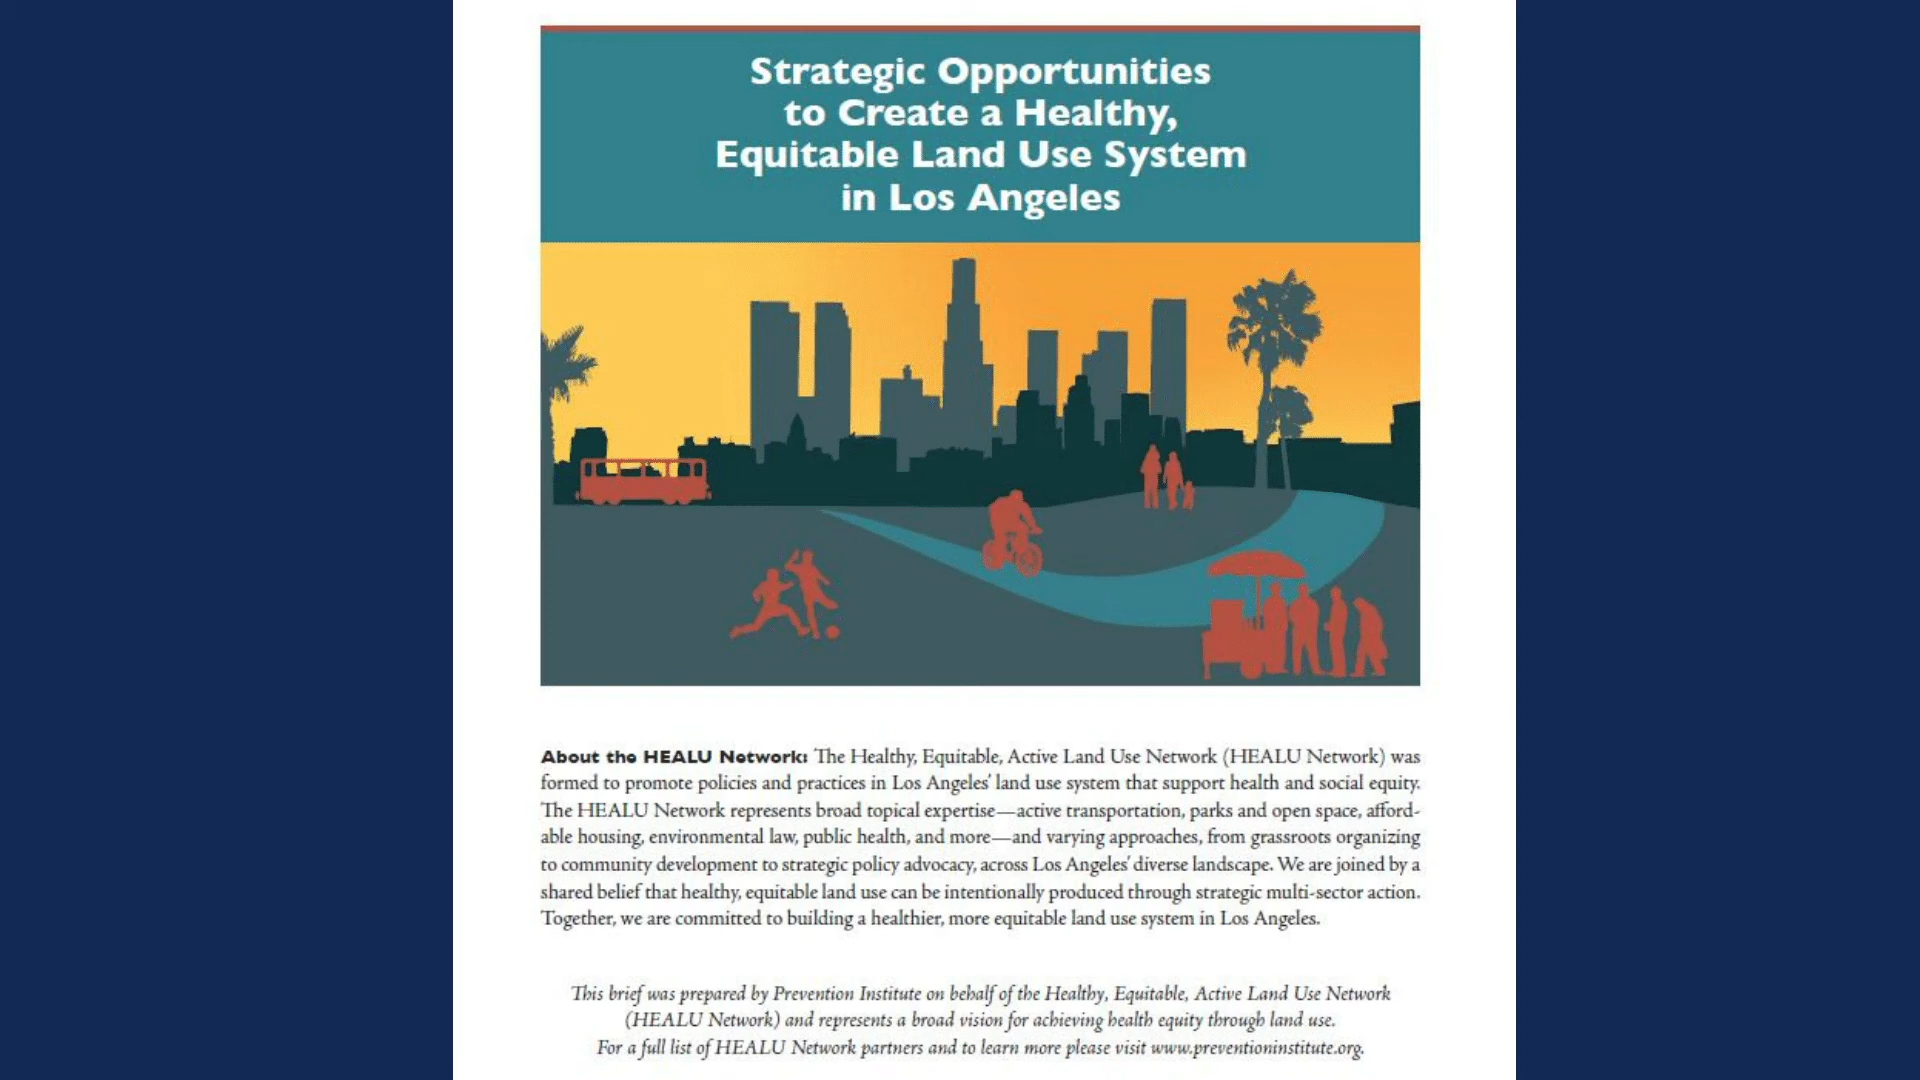 Strategic Opportunities
to Create a Healthy,
Equitable Land Use System
in Los Angeles
About the HEALU Network: The Healthy, Equitable, Active Land Use Network (HEALU Network) was
formed to promote policies and practices in Los Angeles' land use system that support health and social equity.
The HEALU Network represents broad topical expertise—active transportation, parks and open space, afford-
able housing, environmental law, public health, and more—and varying approaches, from grassroots organizing
to community development to strategic policy advocacy, across Los Angeles' diverse landscape. We are joined by a
shared belief that healthy, equitable land use can be intentionally produced through strategic multi-sector action.
Together, we are committed to building a healthier, more equitable land use system in Los Angeles.
This brief was prepared by Prevention Institute on behalf of the Healthy, Equitable, Active Land Use Network
(HEALU Network) and represents a broad vision for achieving health equity through land use.
For a full list of HEALU Network partners and to learn more please visit www.preventioninstitute.org.